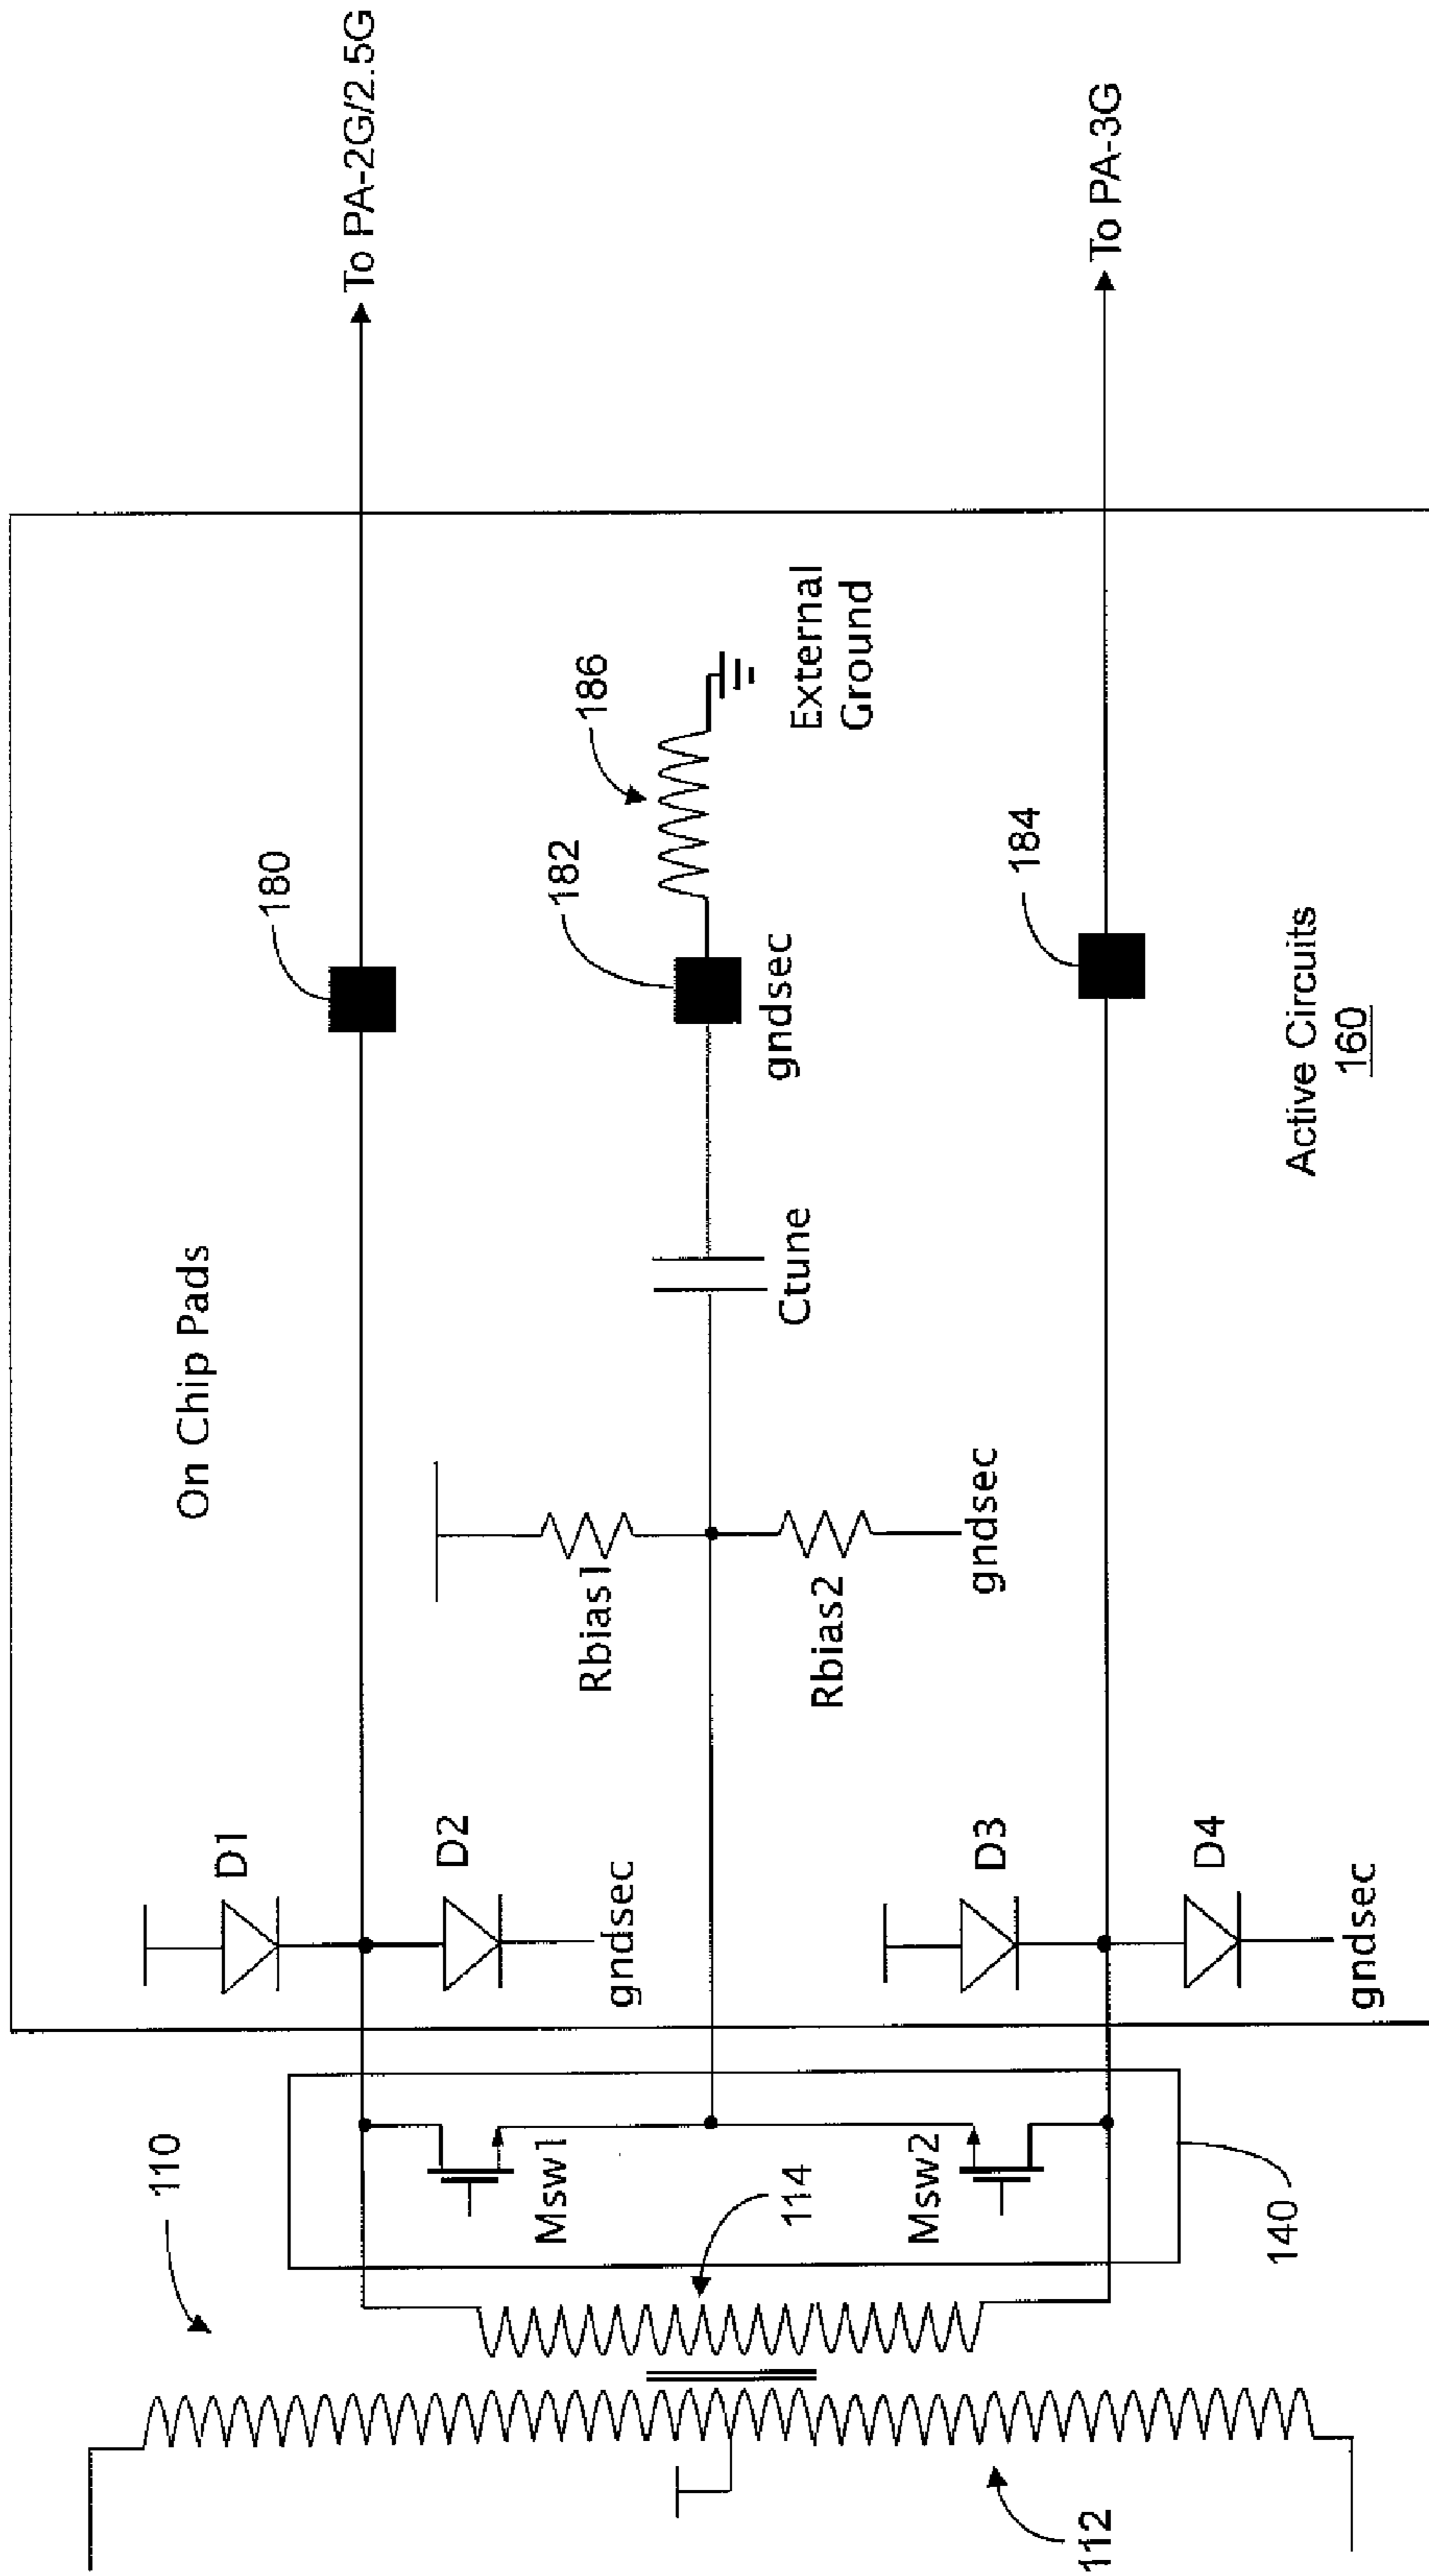 110
112
114
Msw1
Msw2
140
D1
D2
gndsec
D3
D4
gndsec
On Chip Pads
Rbias1
Rbias2
gndsec
Ctune
180
182
gndsec
186
External
Ground
184
Active Circuits
160
To PA-2G/2.5G
To PA-3G